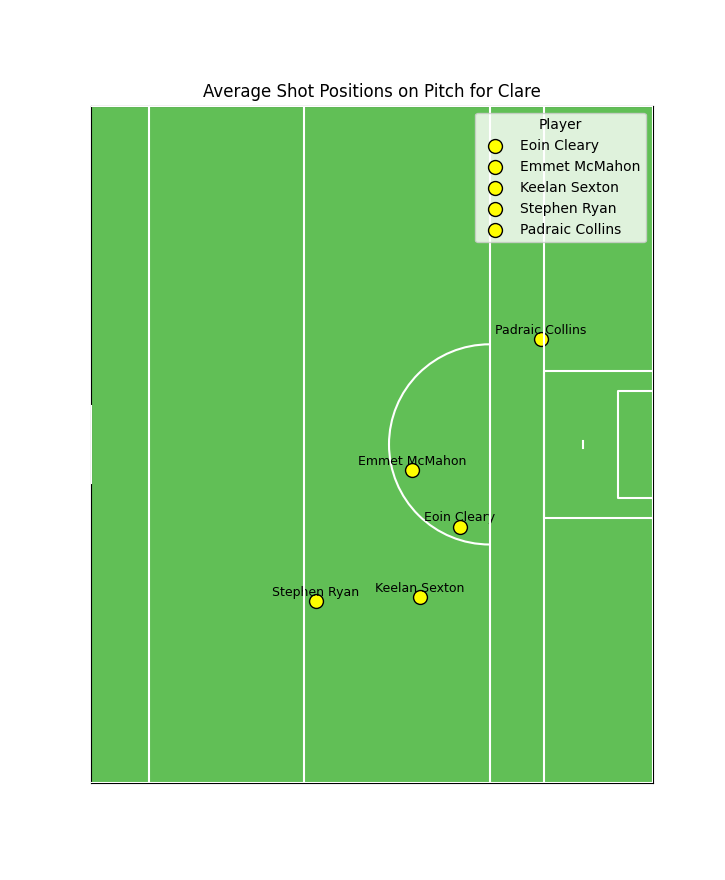 Average Shot Positions on Pitch for Clare
Player
Eoin Cleary
Emmet McMahon
Keelan Sexton
Stephen Ryan
Padraic Collins
Padraic Collins
Emmet McMahon
Eoin Cleary
Keelan Sexton
Stephen Ryan